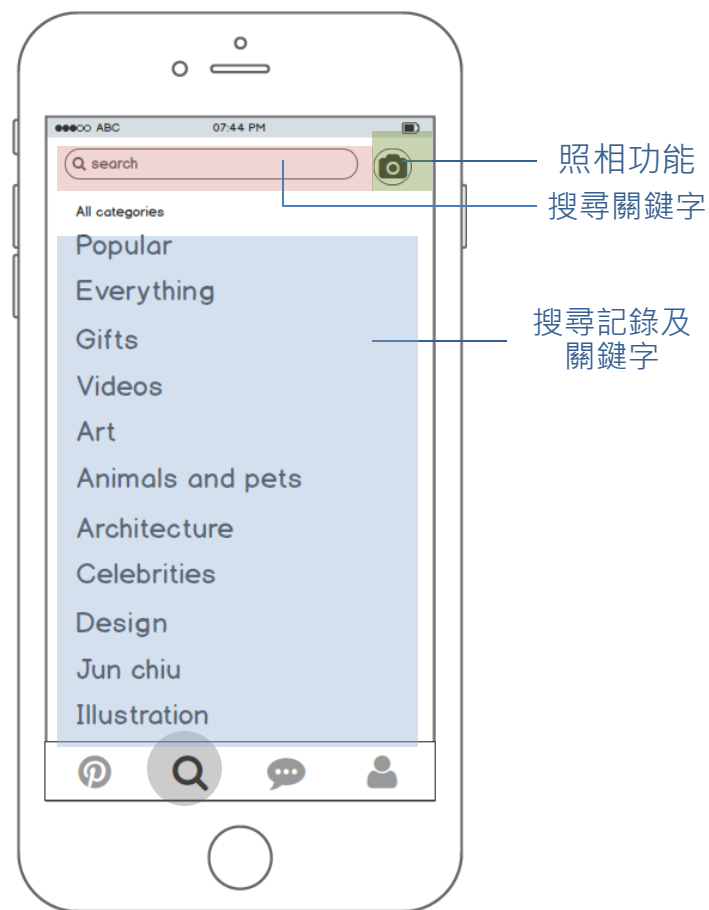 ABC 07:44 PM
search
照相功能
搜尋關鍵字
All categories
Popular
Everything
Gifts
Videos
Art
Animals and pets
Architecture
Celebrities
Design
Jun chiu
Illustration
搜尋記錄及
關鍵字